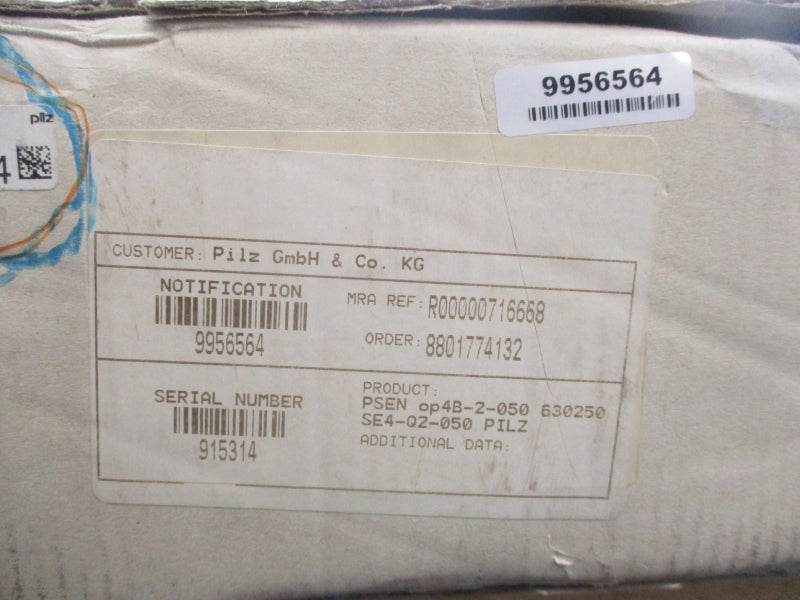 9956564
pilz
4
CUSTOMER: Pilz GmbH & Co. KG
NOTIFICATION
9956564
MRA REF: R00000716668
ORDER: 8801774132
SERIAL NUMBER
915314
PRODUCT:
PSEN op4B-2-050 630250
SE4-Q2-050 PILZ
ADDITIONAL DATA: